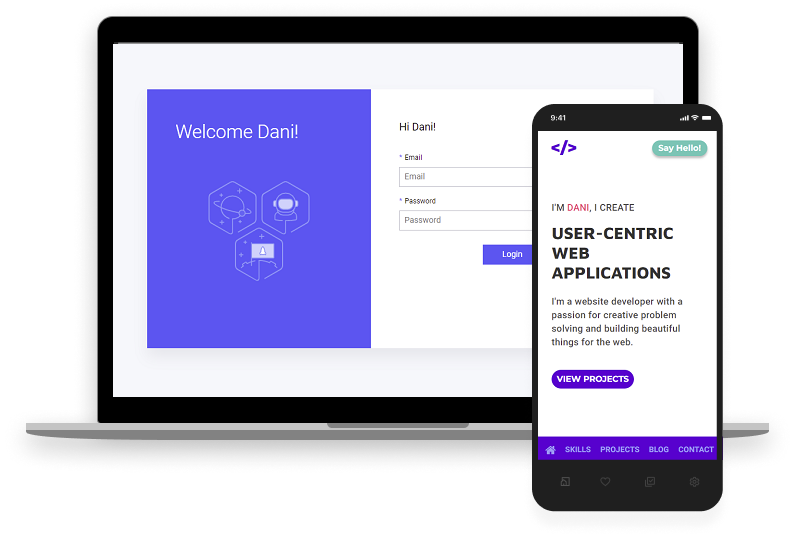 Welcome Dani!
Hi Dani!
* Email
Email
* Password
Password
Login
9:41
</>
Say Hello!
I'M DANI, I CREATE
USER-CENTRIC
WEB
APPLICATIONS
I'm a website developer with a
passion for creative problem
solving and building beautiful
things for the web.
VIEW PROJECTS
SKILLS PROJECTS BLOG CONTACT